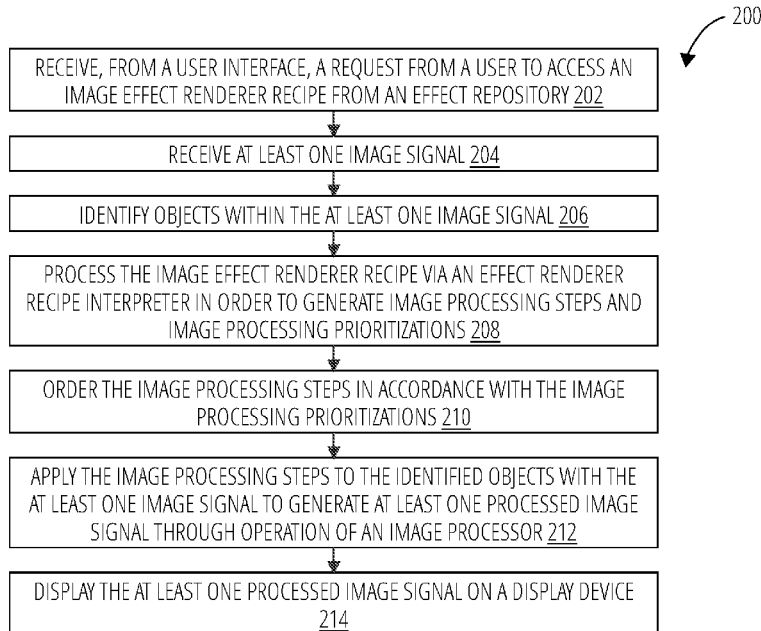 200
RECEIVE, FROM A USER INTERFACE, A REQUEST FROM A USER TO ACCESS AN
IMAGE EFFECT RENDERER RECIPE FROM AN EFFECT REPOSITORY 202
RECEIVE AT LEAST ONE IMAGE SIGNAL 204
IDENTIFY OBJECTS WITHIN THE AT LEAST ONE IMAGE SIGNAL 206
PROCESS THE IMAGE EFFECT RENDERER RECIPE VIA AN EFFECT RENDERER
RECIPE INTERPRETER IN ORDER TO GENERATE IMAGE PROCESSING STEPS AND
IMAGE PROCESSING PRIORITIZATIONS 208
ORDER THE IMAGE PROCESSING STEPS IN ACCORDANCE WITH THE IMAGE
PROCESSING PRIORITIZATIONS 210
APPLY THE IMAGE PROCESSING STEPS TO THE IDENTIFIED OBJECTS WITH THE
AT LEAST ONE IMAGE SIGNAL TO GENERATE AT LEAST ONE PROCESSED IMAGE
SIGNAL THROUGH OPERATION OF AN IMAGE PROCESSOR 212
DISPLAY THE AT LEAST ONE PROCESSED IMAGE SIGNAL ON A DISPLAY DEVICE
214